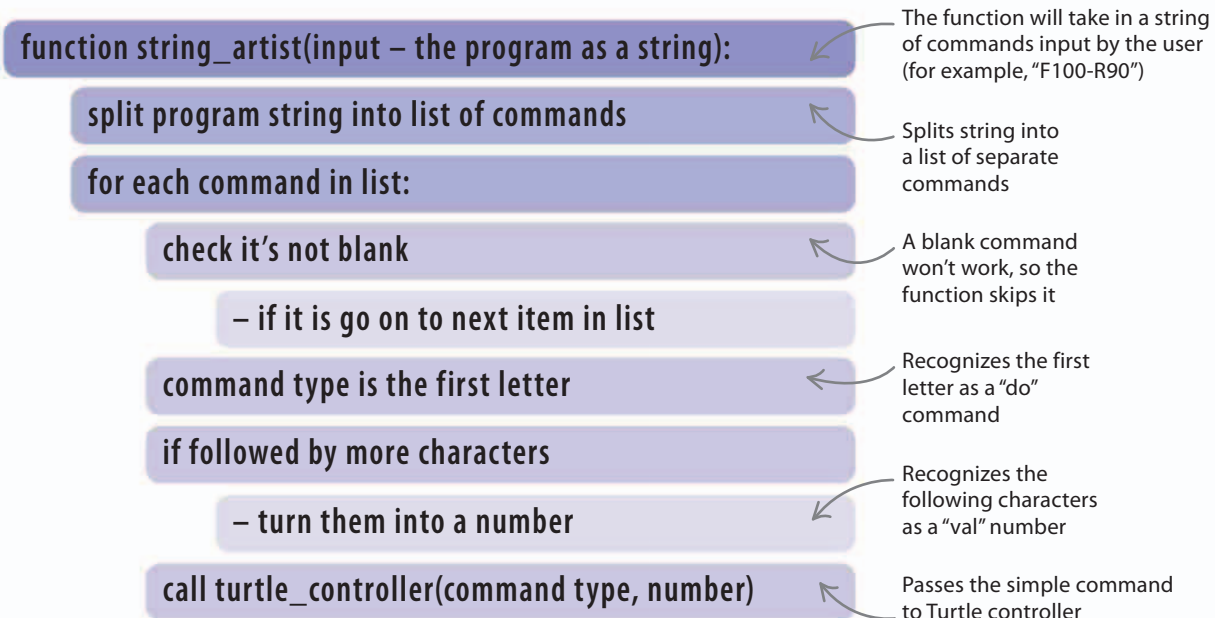 function string_artist(input – the program as a string):
The function will take in a string
of commands input by the user
(for example, “F100-R90”)
split program string into list of commands
Splits string into
a list of separate
commands
for each command in list:
check it’s not blank
A blank command
won’t work, so the
function skips it
– if it is go on to next item in list
command type is the first letter
Recognizes the first
letter as a “do”
command
if followed by more characters
– turn them into a number
Recognizes the
following characters
as a “val” number
call turtle_controller(command type, number)
Passes the simple command
to Turtle controller